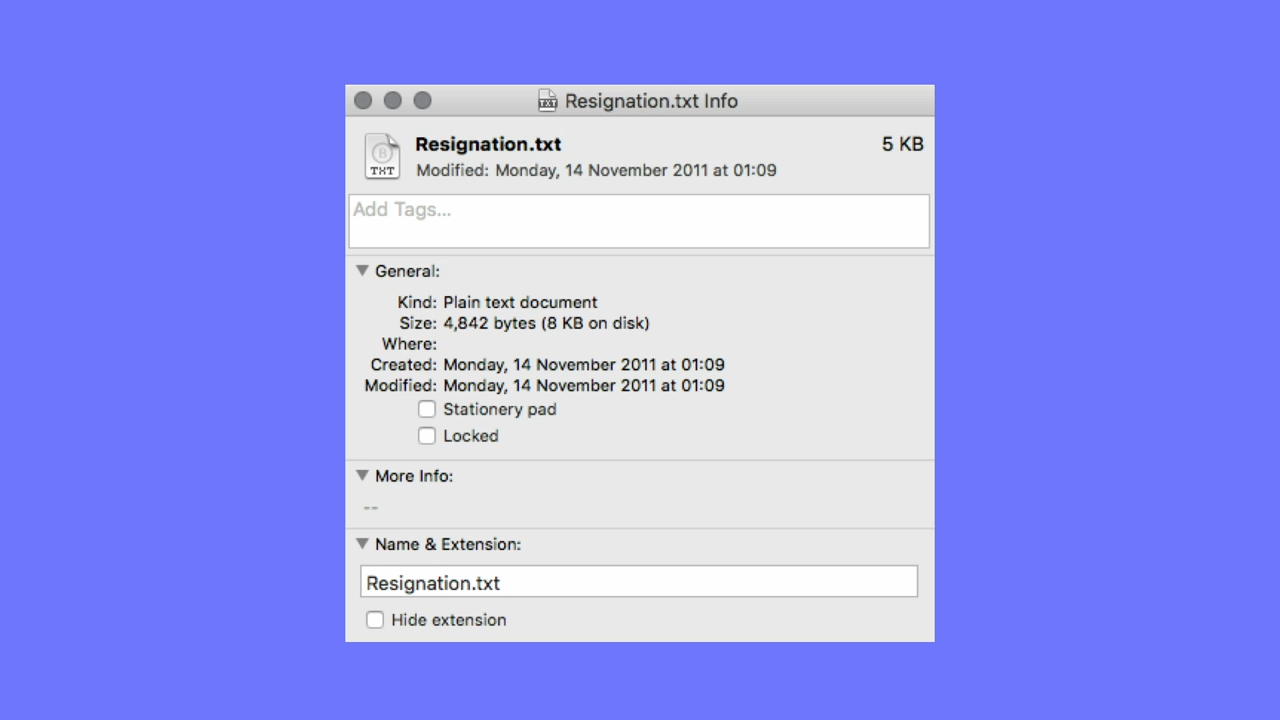 Resignation.txt Info
Resignation.txt 5 KB
TXT
Modified: Monday, 14 November 2011 at 01:09
Add Tags...
General:
Kind: Plain text document
Size: 4,842 bytes (8 KB on disk)
Where:
Created: Monday, 14 November 2011 at 01:09
Modified: Monday, 14 November 2011 at 01:09
Stationery pad
Locked
More Info:
--
Name & Extension:
Resignation.txt
Hide extension